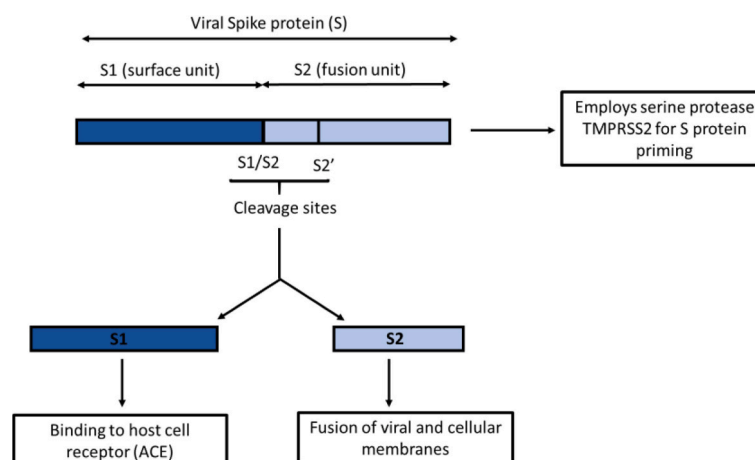 Viral Spike protein (S)
S1 (surface unit)
S2 (fusion unit)
Employs serine protease
TMPRSS2 for S protein
priming
S1/S2
S2’
Cleavage sites
S1
S2
Binding to host cell
receptor (ACE)
Fusion of viral and cellular
membranes